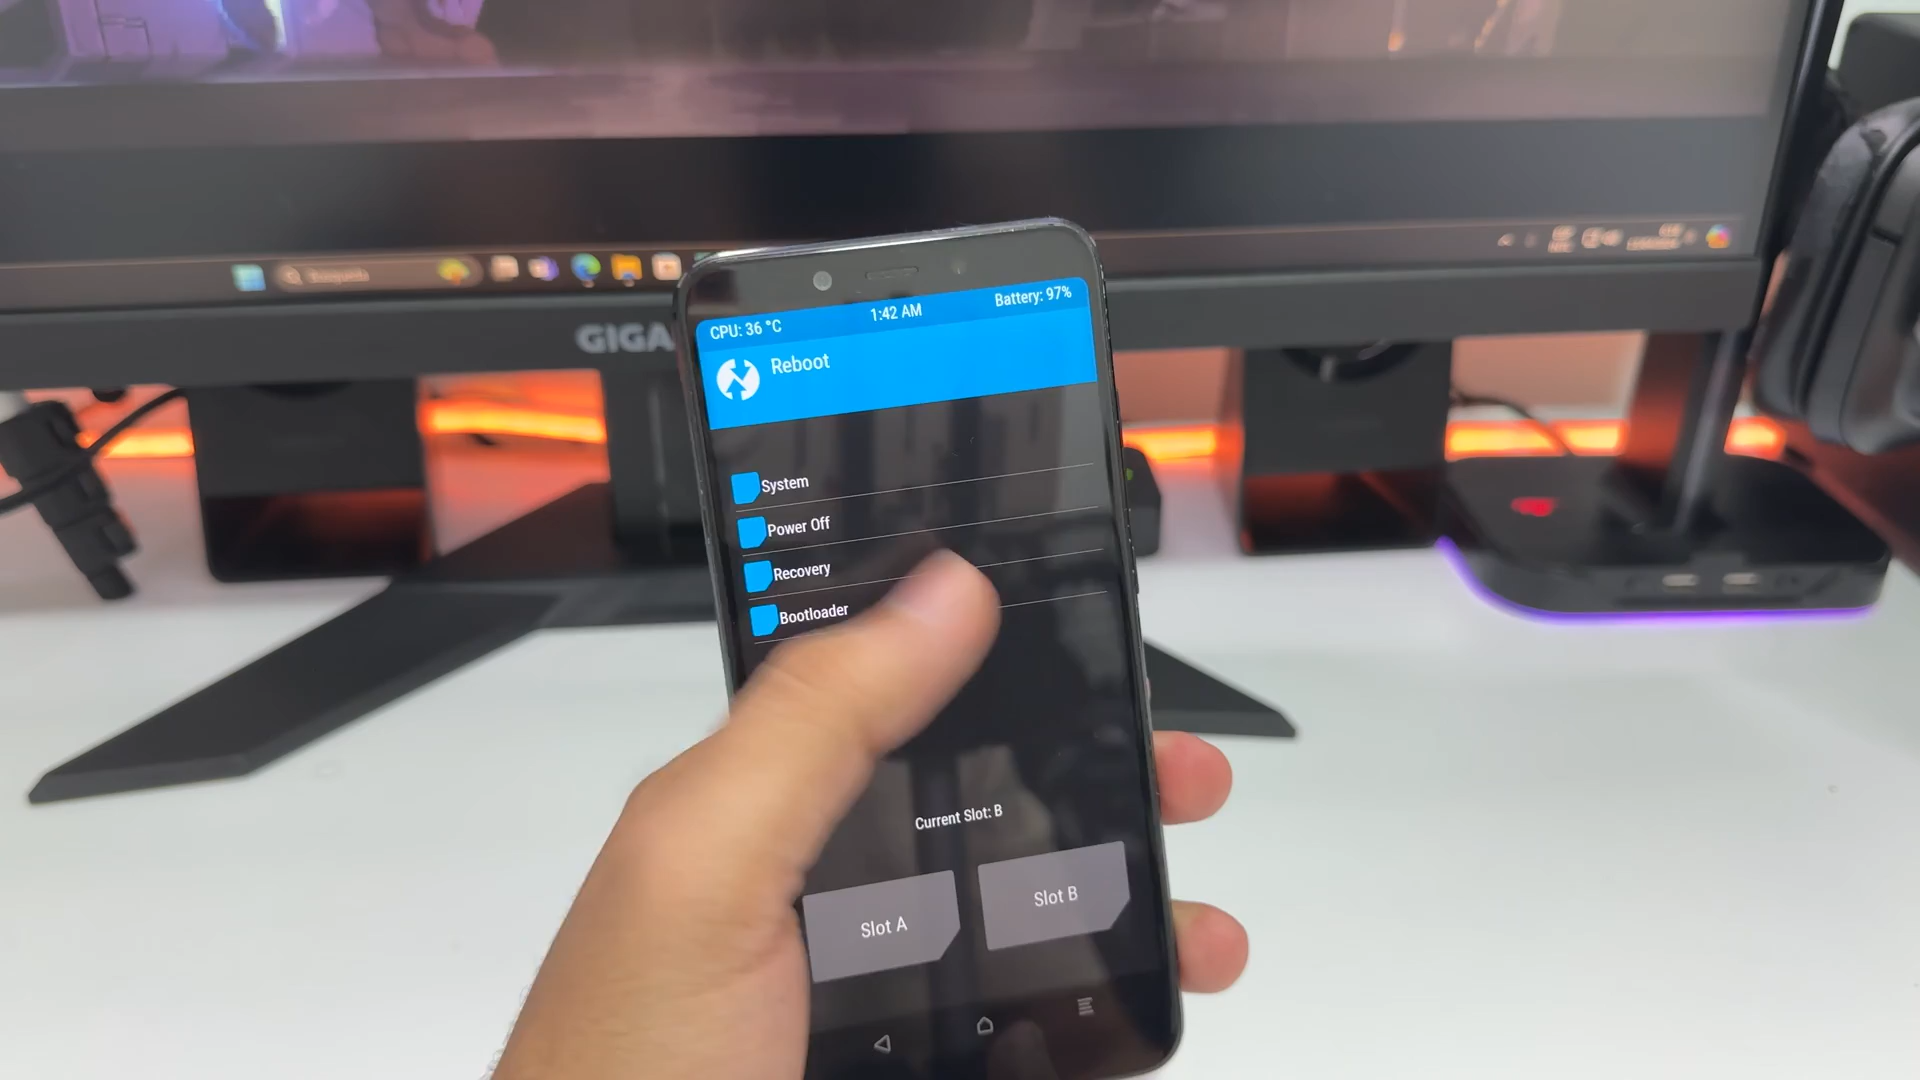 GIGA
CPU: 36 °C
1:42 AM
Battery: 97%
Reboot
System
Power Off
Recovery
Bootloader
Current Slot: B
Slot A
Slot B